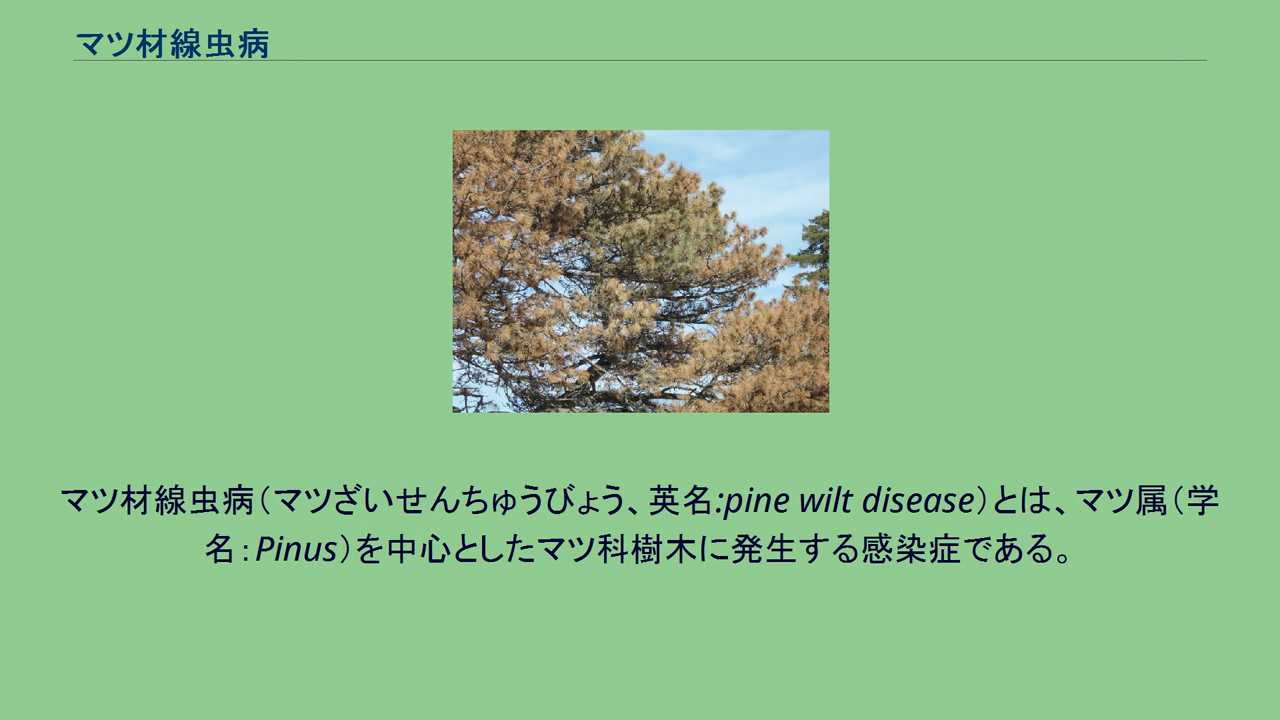 マツ材線虫病
マツ材線虫病（マツざいせんちゅうびょう、英名:pine wilt disease）とは、マツ属（学
名：Pinus）を中心としたマツ科樹木に発生する感染症である。